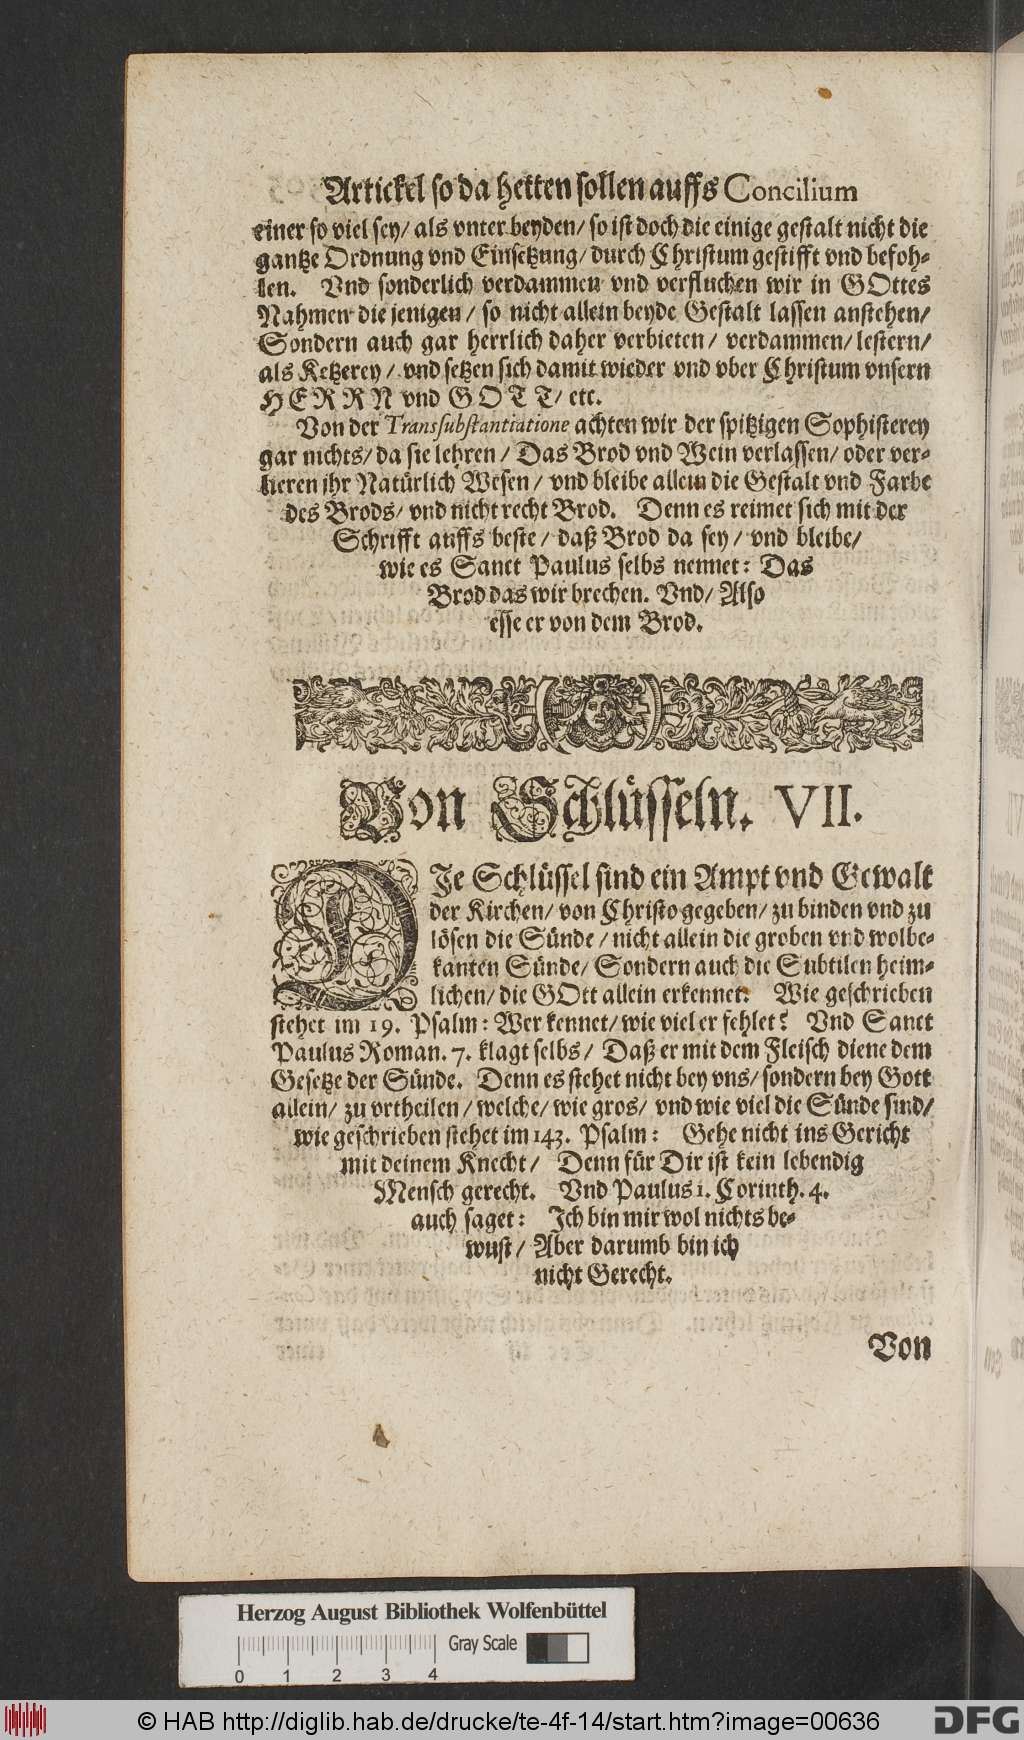 Artickel so da hetten sollen auffs Concilium
einer so viel sey/ als vnter beyden/ so ist doch die einige gestalt nicht die
gantze Ordnung vnd Einsetzung/ durch Christum gestifft vnd befoh-
len. Vnd sonderlich verdammen vnd verfluchen wir in GOttes
Nahmen die jenigen/ so nicht allein beyde Gestalt lassen anstehen/
Sondern auch gar herrlich daher verbieten/ verdammen/ lestern/
als Ketzerey/ vnd setzen sich damit wieder vnd vber Christum vnsern
HERRN vnd GOTT/ etc.
Von der Transsubstantiatione achten wir der spitzigen Sophisterey
gar nichts/ da sie lehren/ Das Brod vnd Wein verlassen/ oder ver-
lieren jhr Natürlich Wesen/ vnd bleibe allein die Gestalt vnd Farbe
des Brods/ vnd nicht recht Brod. Denn es reimet sich mit der
Schrifft auffs beste/ daß Brod da sey/ vnd bleibe/
wie es Sanct Paulus selbs nennet: Das
Brod das wir brechen. Vnd/ Also
esse er von dem Brod.
Von Schlüsseln. VII.
DIe Schlüssel sind ein Ampt vnd Gewalt
der Kirchen/ von Christo gegeben/ zu binden vnd zu
lösen die Sünde/ nicht allein die groben vnd wolbe-
kanten Sünde/ Sondern auch die Subtilen heim-
lichen/ die GOtt allein erkennet. Wie geschrieben
stehet im 19. Psalm: Wer kennet/ wie viel er fehlet? Vnd Sanct
Paulus Roman. 7. klagt selbs/ Daß er mit dem Fleisch diene dem
Gesetze der Sünde. Denn es stehet nicht bey vns/ sondern bey Gott
allein/ zu vrtheilen/ welche/ wie gros/ vnd wie viel die Sünde sind/
wie geschrieben stehet im 143. Psalm: Gehe nicht ins Gericht
mit deinem Knecht/ Denn für Dir ist kein lebendig
Mensch gerecht. Vnd Paulus 1. Corinth. 4.
auch saget: Ich bin mir wol nichts be-
wust/ Aber darumb bin ich
nicht Gerecht.
Von
Herzog August Bibliothek Wolfenbüttel
Gray Scale
0 1 2 3 4
© HAB http://diglib.hab.de/drucke/te-4f-14/start.htm?image=00636
DFG